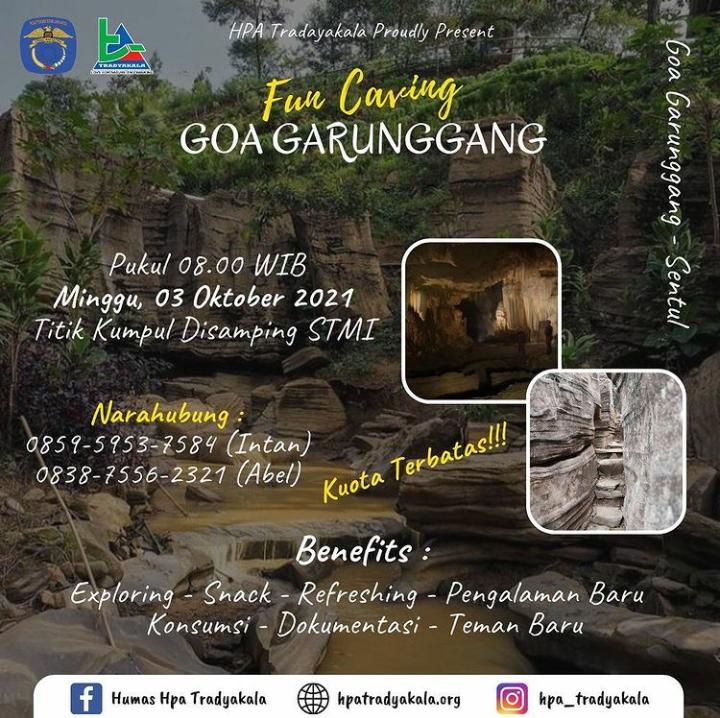 HPA Tradayakala Proudly Present
TRADYAKALA
Fun Caving
GOA GARUNGGANG
Goa Garunggang - Sentul
Pukul 08.00 WIB
Minggu, 03 Oktober 2021
Titik Kumpul Disamping STMI
Narahubung :
0859-5953-7584 (Intan)
0838-7556-2321 (Abel)
Kuota Terbatas!!!
Benefits :
Exploring - Snack - Refreshing - Pengalaman Baru
Konsumsi - Dokumentasi - Teman Baru
Humas Hpa Tradyakala
hpatradyakala.org
hpa_tradyakala